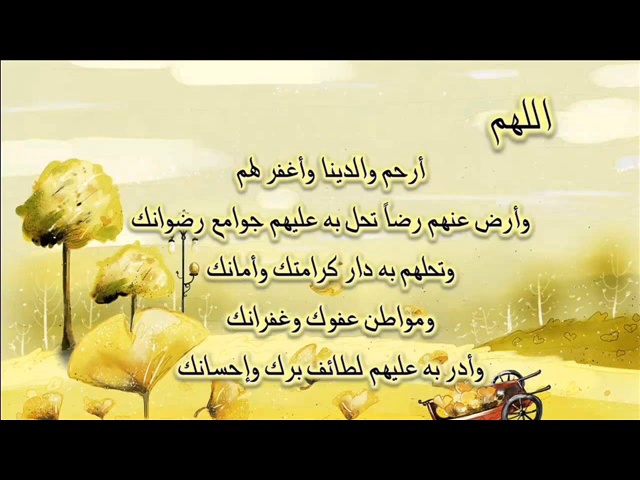 اللهم
أرحم والدينا وأغفر لهم
وأرض عنهم رضاً تحل به عليهم جوامع رضوانك
وتحلهم به دار كرامتك وأمانك
ومواطن عفوك وغفرانك
وأدر به عليهم لطائف برك وإحسانك